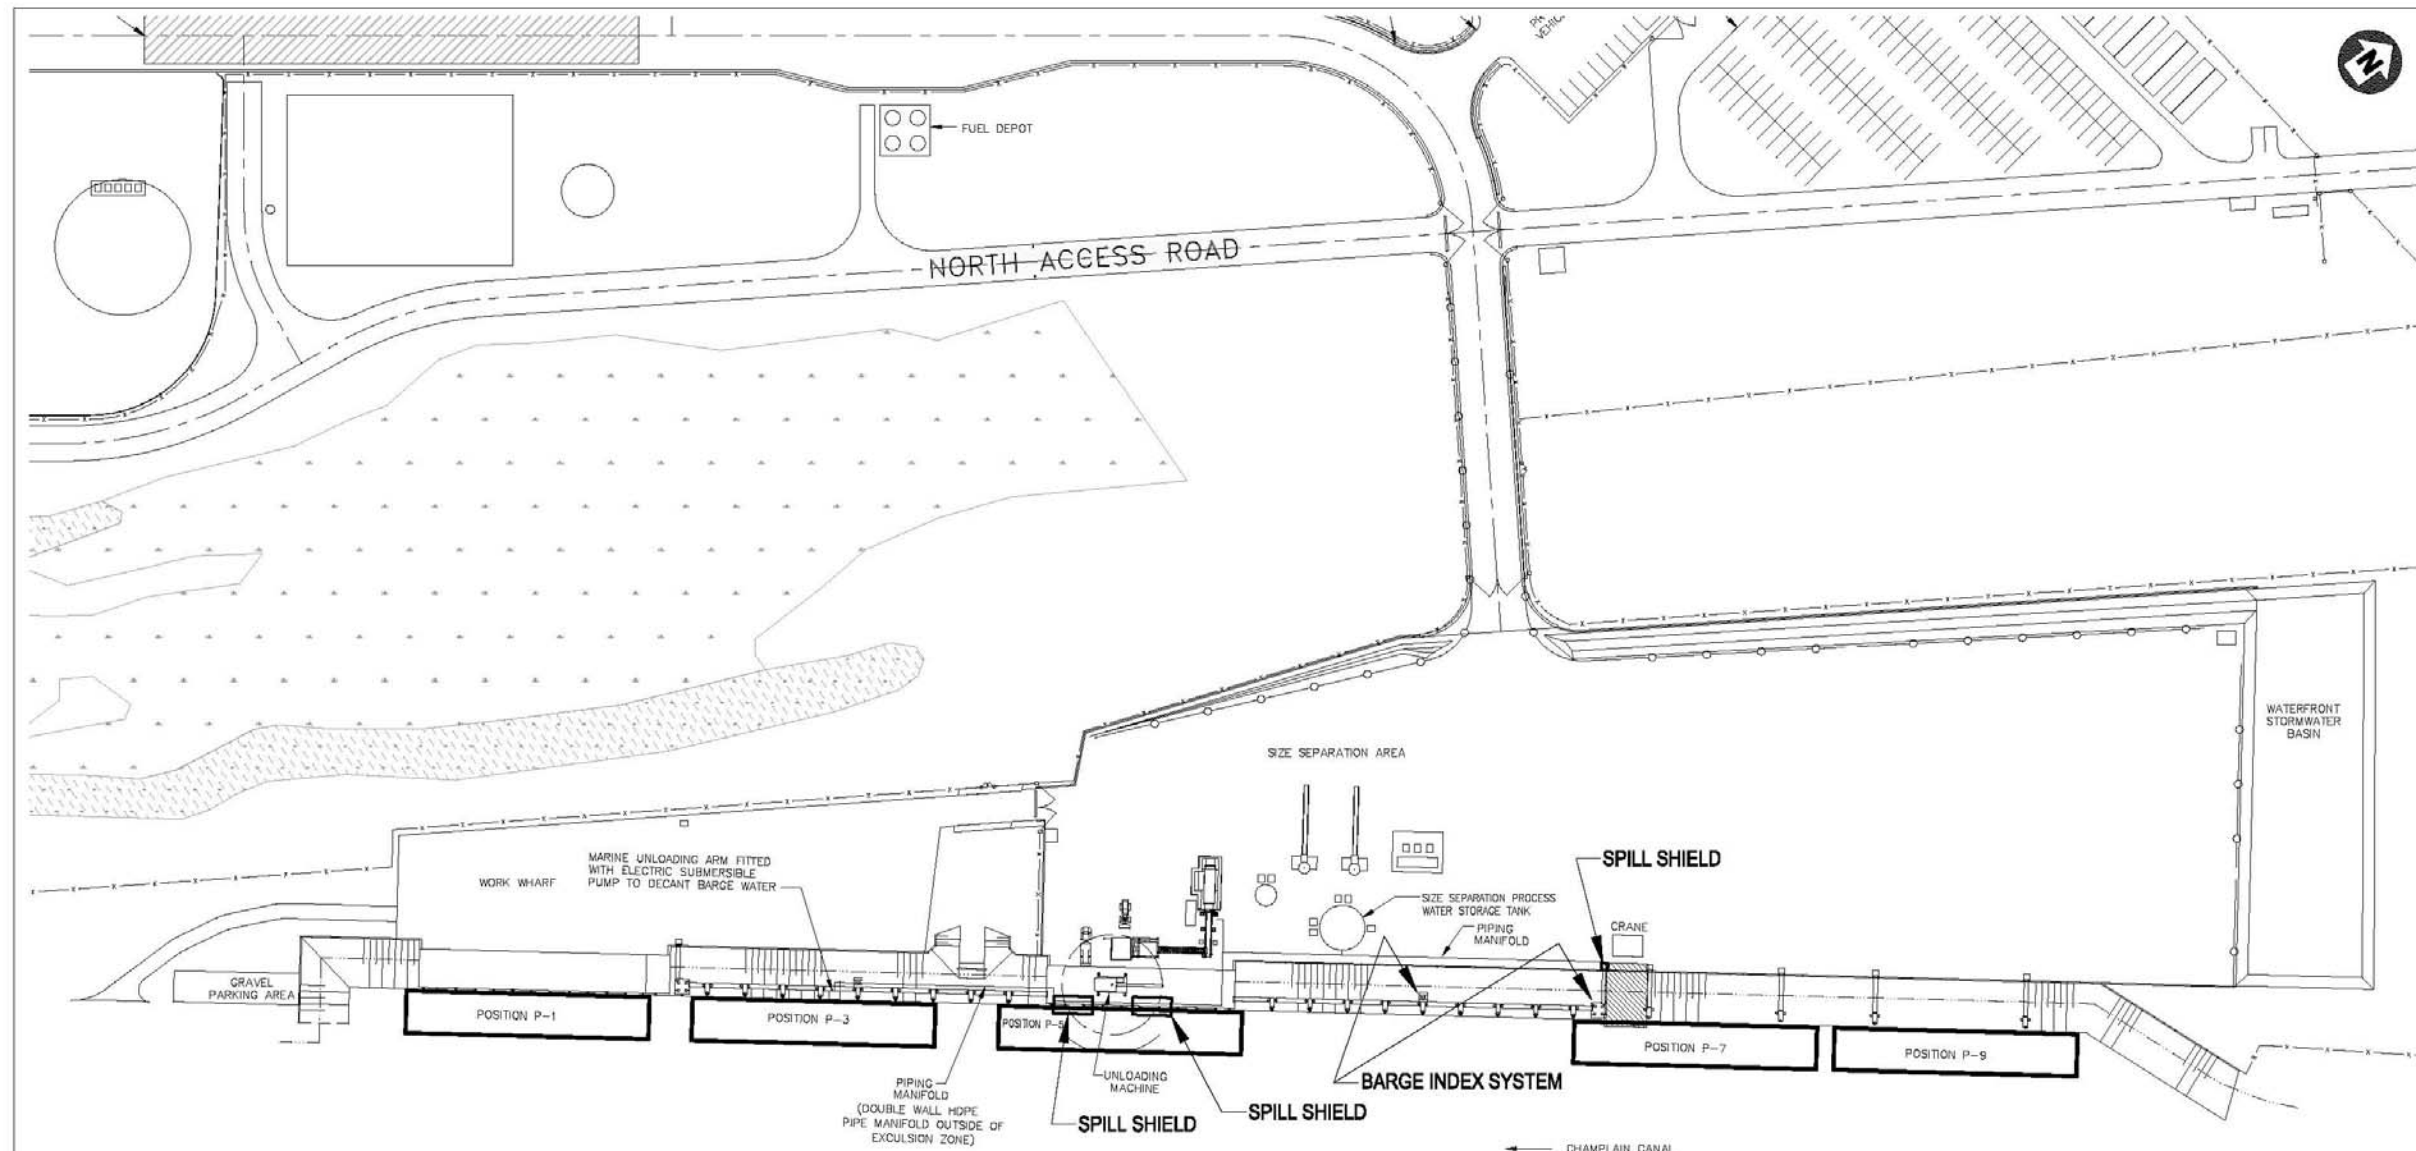 N
FUEL DEPOT
NORTH ACCESS ROAD
WATERFRONT
STORMWATER
BASIN
SIZE SEPARATION AREA
SPILL SHIELD
MARINE UNLOADING ARM FITTED
WITH ELECTRIC SUBMERSIBLE
PUMP TO DECANT BARGE WATER
WORK WHARF
SIZE SEPARATION PROCESS
WATER STORAGE TANK
PIPING
MANIFOLD
CRANE
GRAVEL
PARKING AREA
POSITION P-1
POSITION P-3
POSITION P-5
POSITION P-7
POSITION P-9
UNLOADING
MACHINE
BARGE INDEX SYSTEM
PIPING
MANIFOLD
(DOUBLE WALL HDPE
PIPE MANIFOLD OUTSIDE OF
EXCULSION ZONE)
SPILL SHIELD
SPILL SHIELD
CHAMPLAIN CANAL